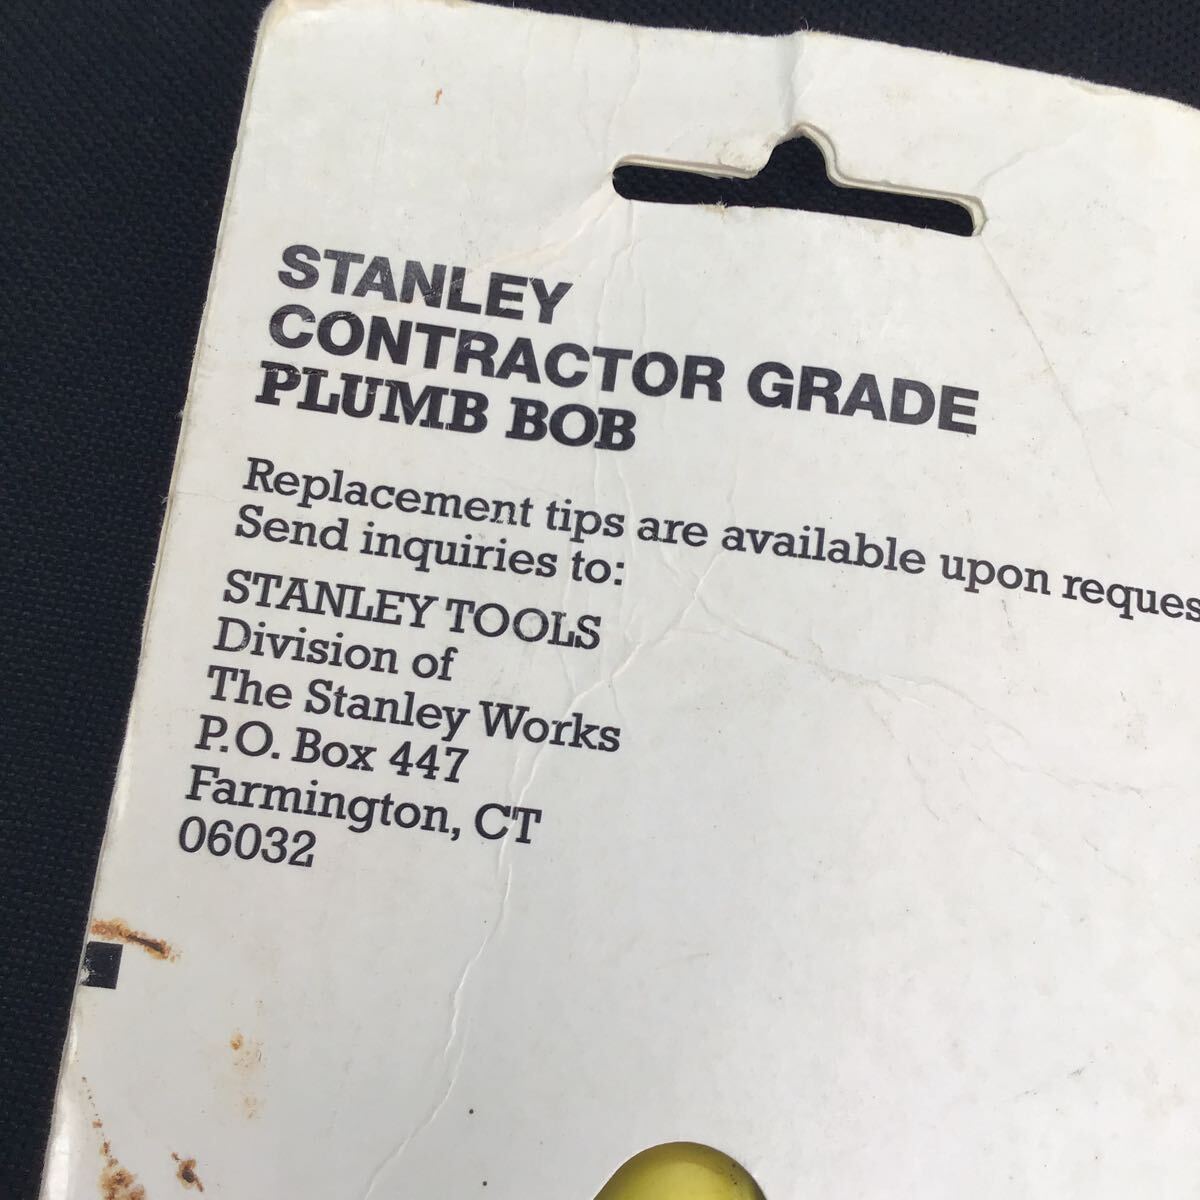 STANLEY
CONTRACTOR GRADE
PLUMB BOB
Replacement tips are available upon reques
Send inquiries to:
STANLEY TOOLS
Division of
The Stanley Works
P.O. Box 447
Farmington, CT
06032